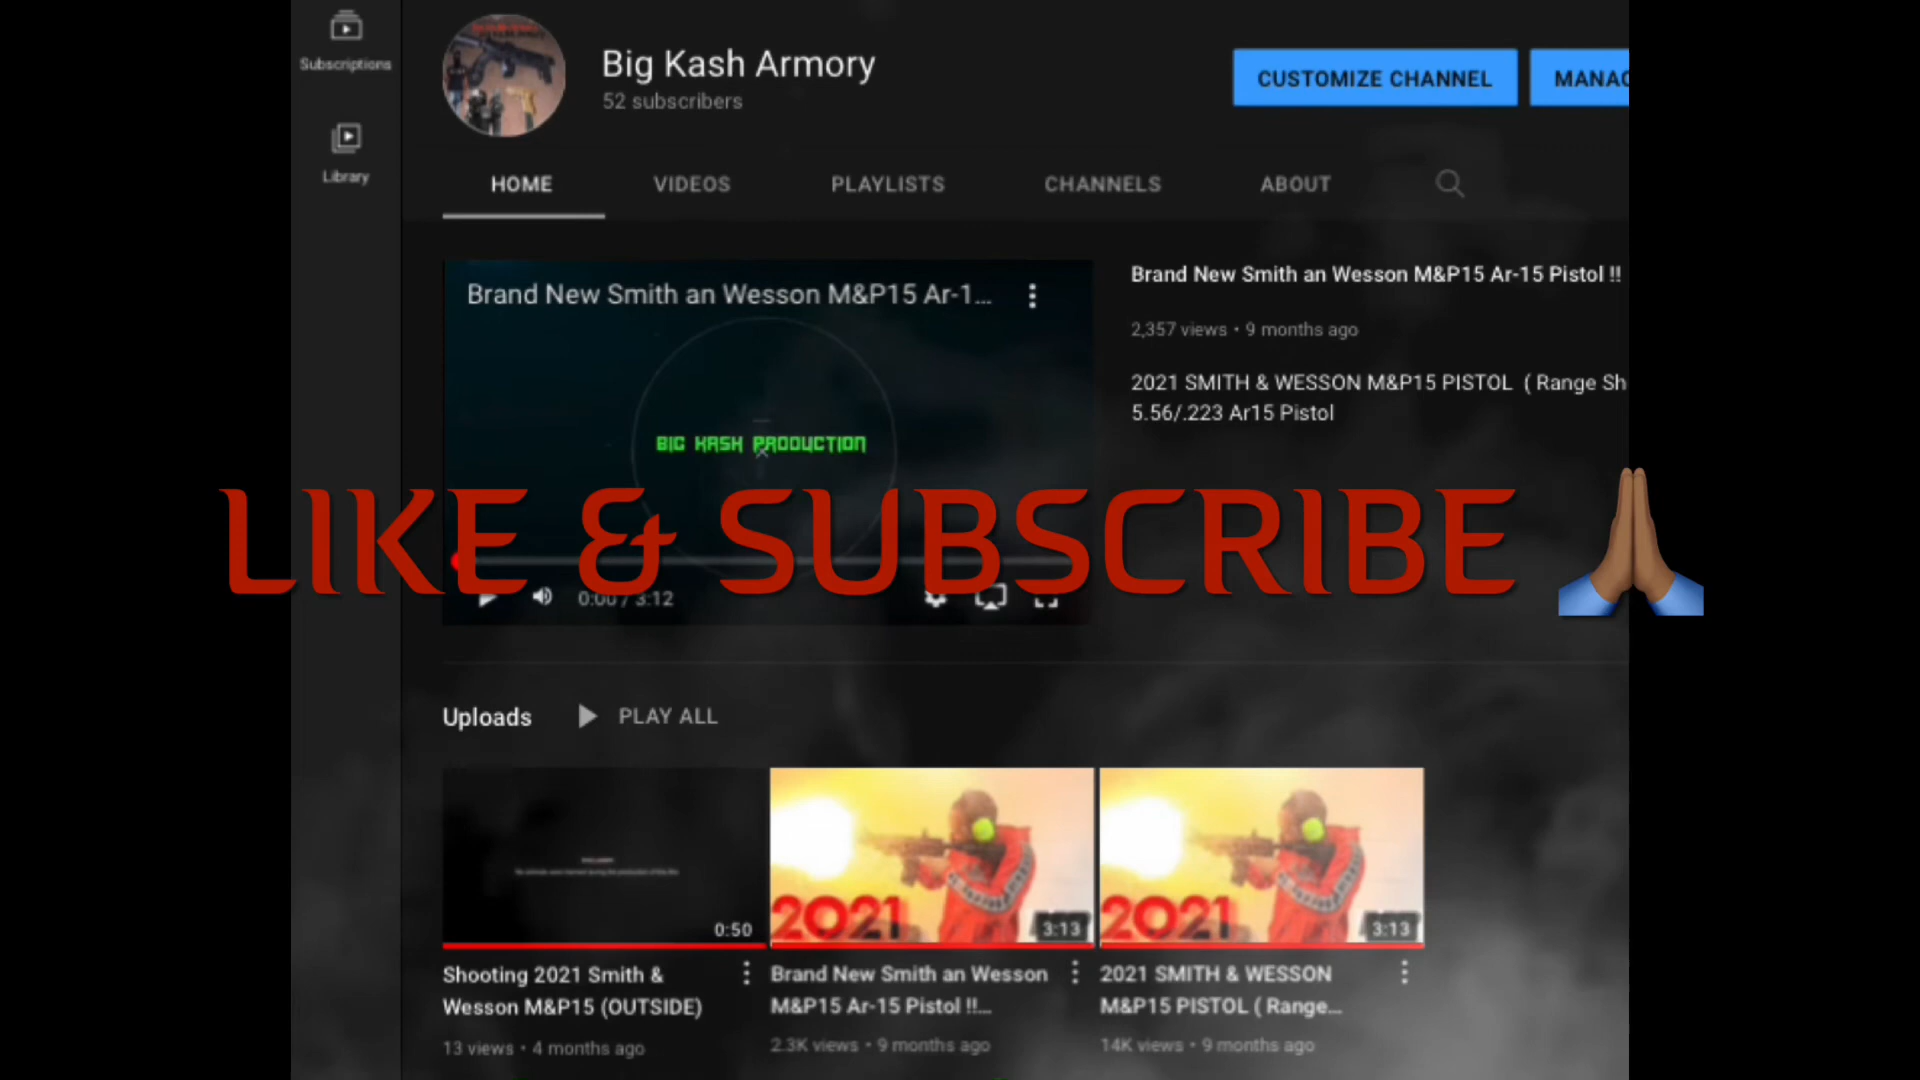 Subscriptions
Library
Big Kash Armory
52 subscribers
CUSTOMIZE CHANNEL
MANAG
HOME
VIDEOS
PLAYLISTS
CHANNELS
ABOUT
Brand New Smith an Wesson M&P15 Ar-1...
BIG KASH PRODUCTION
0:00 / 3:12
Brand New Smith an Wesson M&P15 Ar-15 Pistol !!
2,357 views • 9 months ago
2021 SMITH & WESSON M&P15 PISTOL ( Range Sh
5.56/.223 Ar15 Pistol
LIKE & SUBSCRIBE 🙏🏾
Uploads
PLAY ALL
0:50
2021
3:13
2021
3:13
Shooting 2021 Smith &
Wesson M&P15 (OUTSIDE)
13 views • 4 months ago
Brand New Smith an Wesson
M&P15 Ar-15 Pistol !!...
2.3K views • 9 months ago
2021 SMITH & WESSON
M&P15 PISTOL ( Range...
14K views • 9 months ago